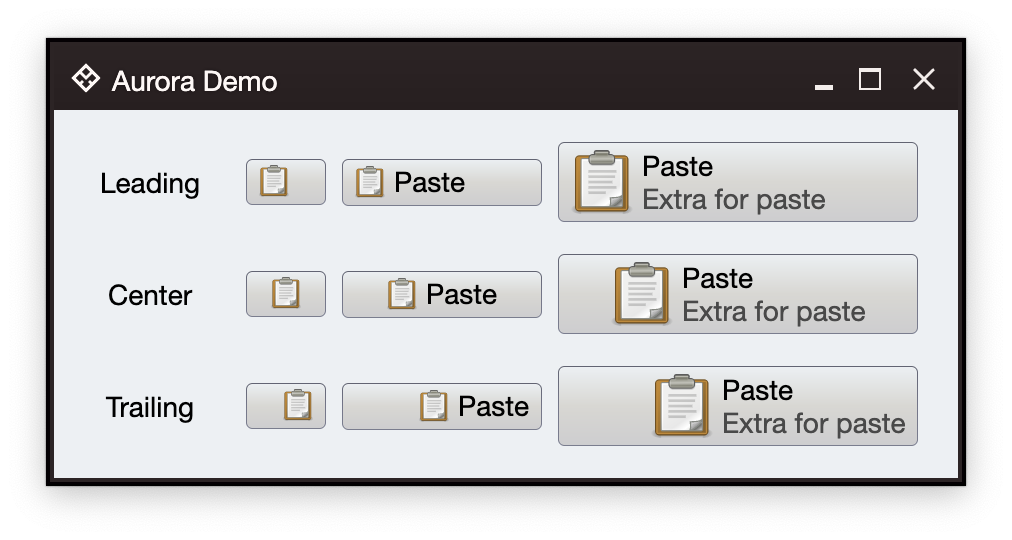 Aurora Demo
Leading
Paste
Paste
Extra for paste
Center
Paste
Paste
Extra for paste
Trailing
Paste
Paste
Extra for paste